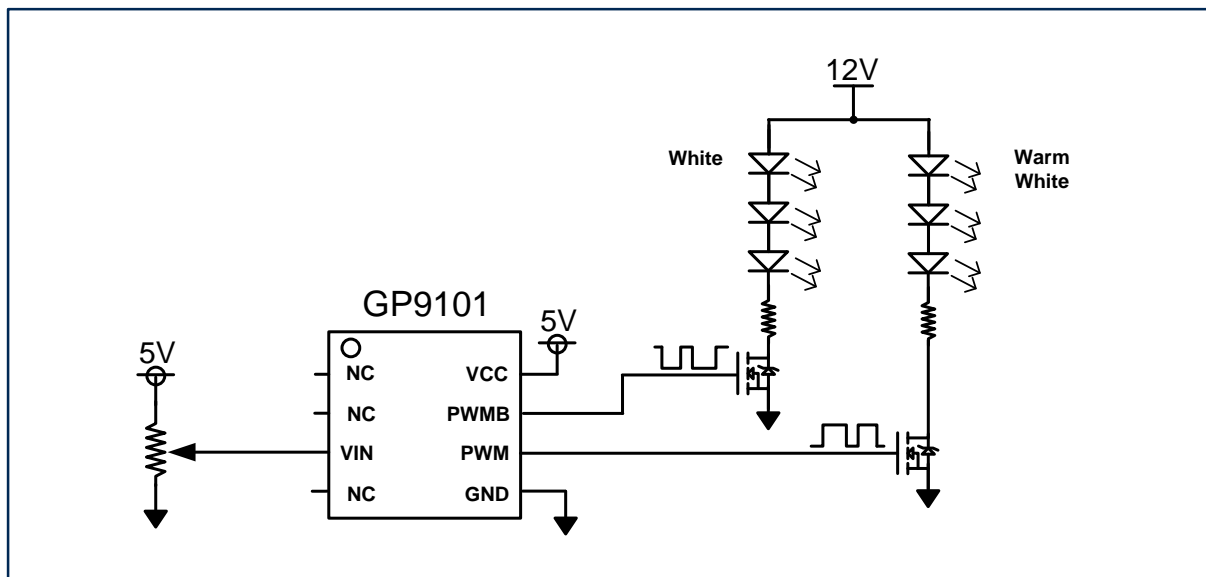 12V
White
Warm
White
GP9101
5V
5V
NC
VCC
NC
PWMB
VIN
PWM
NC
GND